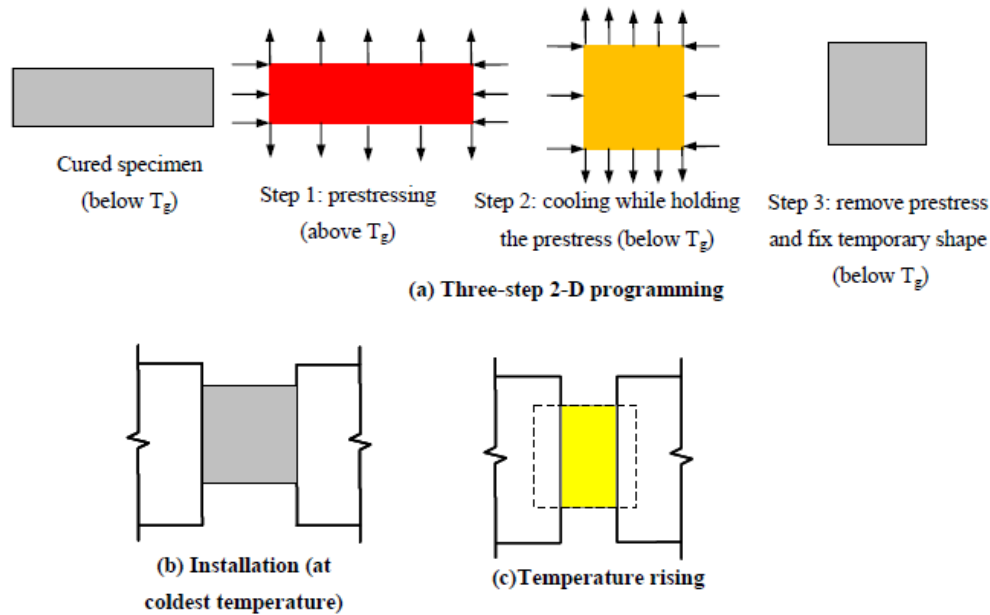 Cured specimen
(below Tg)
Step 1: prestressing
(above Tg)
Step 2: cooling while holding
the prestress (below Tg)
Step 3: remove prestress
and fix temporary shape
(below Tg)
(a) Three-step 2-D programming
(b) Installation (at
coldest temperature)
(c)Temperature rising